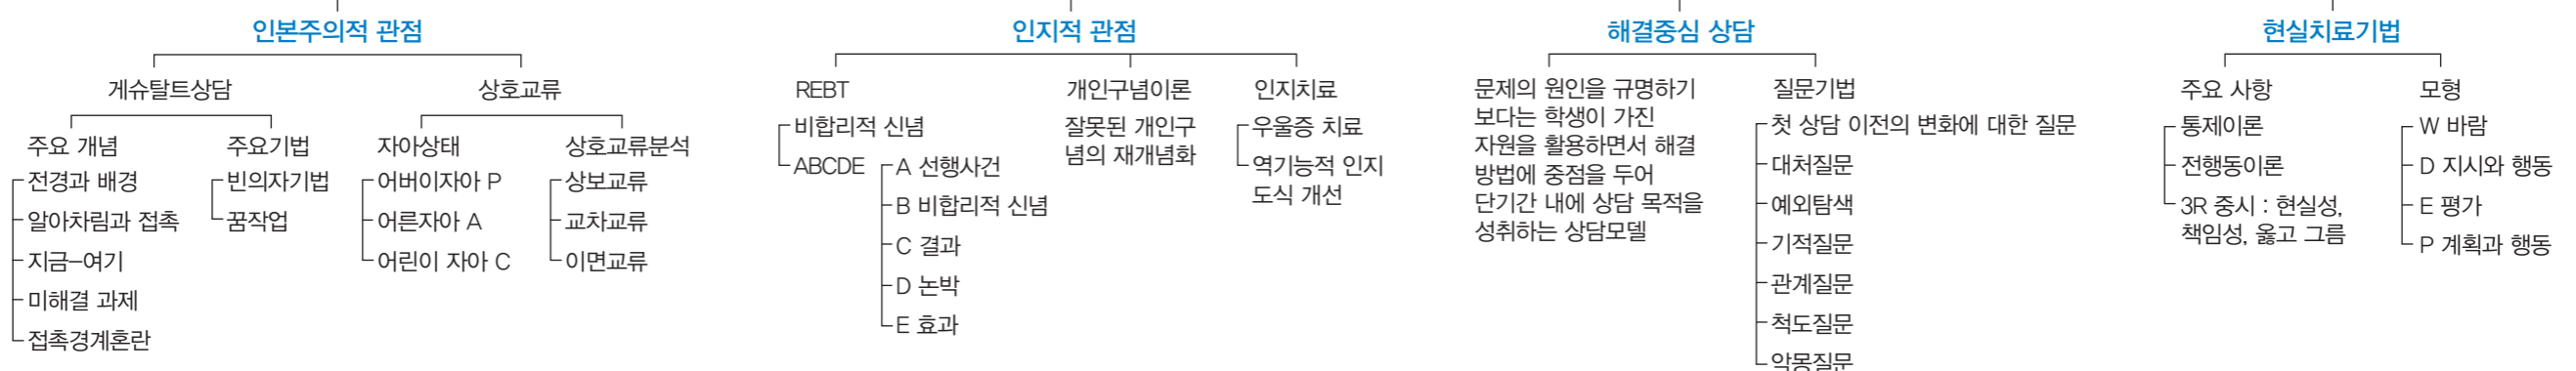 인본주의적 관점
게슈탈트상담
상호교류
주요 개념
전경과 배경
알아차림과 접촉
지금–여기
미해결 과제
접촉경계혼란
주요기법
빈의자기법
꿈작업
자아상태
어버이자아 P
어른자아 A
어린이 자아 C
상호교류분석
상보교류
교차교류
이면교류
인지적 관점
REBT
비합리적 신념
ABCDE
A 선행사건
B 비합리적 신념
C 결과
D 논박
E 효과
개인구념이론
잘못된 개인구
념의 재개념화
인지치료
우울증 치료
역기능적 인지
도식 개선
해결중심 상담
문제의 원인을 규명하기
보다는 학생이 가진
자원을 활용하면서 해결
방법에 중점을 두어
단기간 내에 상담 목적을
성취하는 상담모델
질문기법
첫 상담 이전의 변화에 대한 질문
대처질문
예외탐색
기적질문
관계질문
척도질문
악몽질문
현실치료기법
주요 사항
통제이론
전행동이론
3R 중시 : 현실성,
책임성, 옳고 그름
모형
W 바람
D 지시와 행동
E 평가
P 계획과 행동